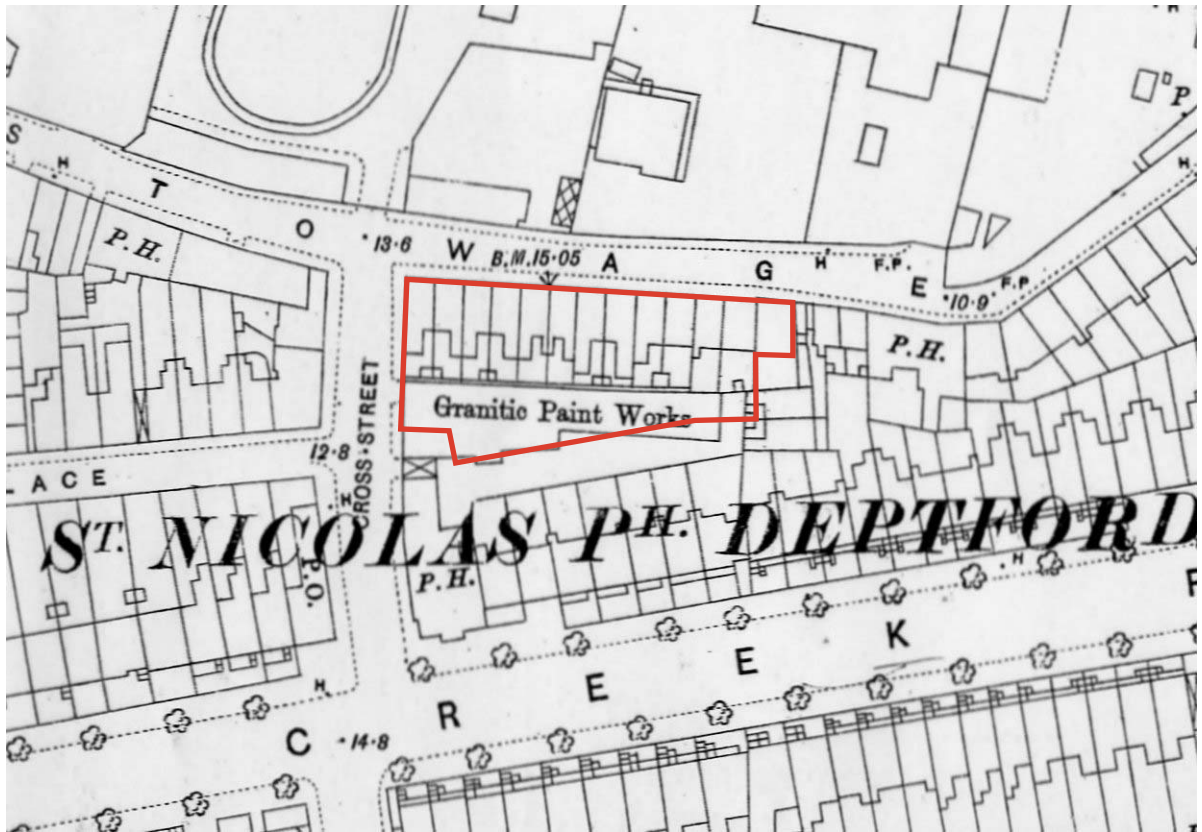 S T O W A G E
H
P.
H
P.H.
13·6
B.M.15·05
H
F.P.
F.P.
10·9
P.H.
CROSS STREET
Granitic Paint Works
12·8
LACE
H
ST. NICOLAS PH. DEPTFORD
P.O.
P.H.
H
H
C R E E K R
14·8